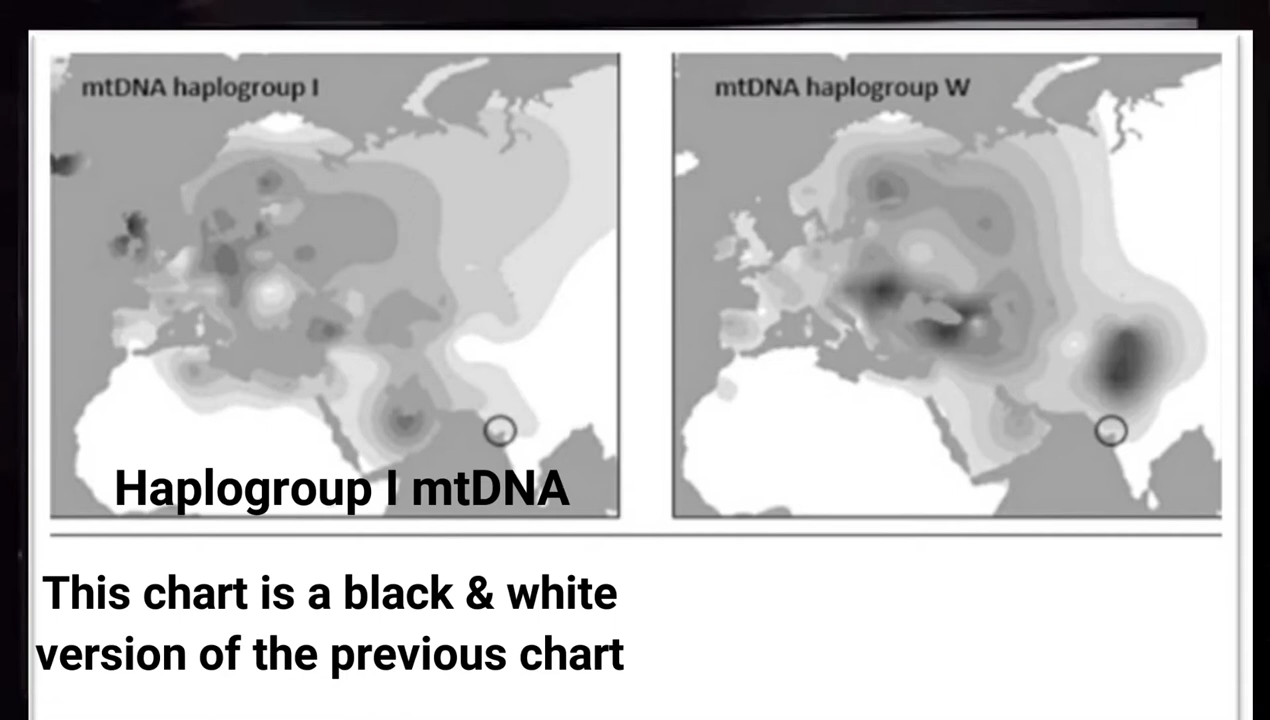 mtDNA haplogroup I
mtDNA haplogroup W
Haplogroup I mtDNA
This chart is a black & white
version of the previous chart